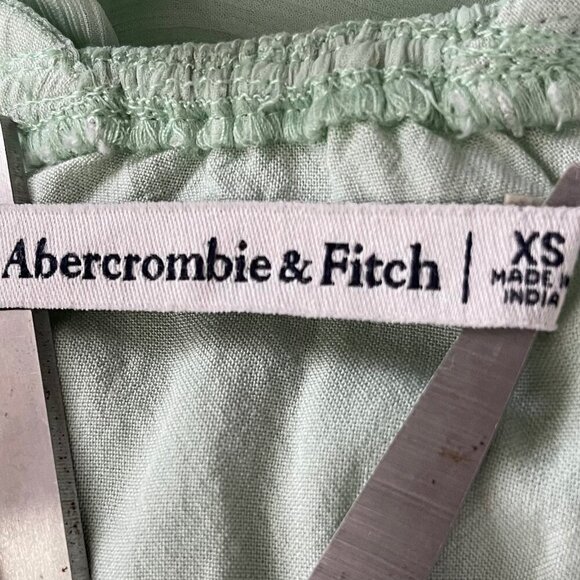 Abercrombie & Fitch | XS
MADE IN
INDIA